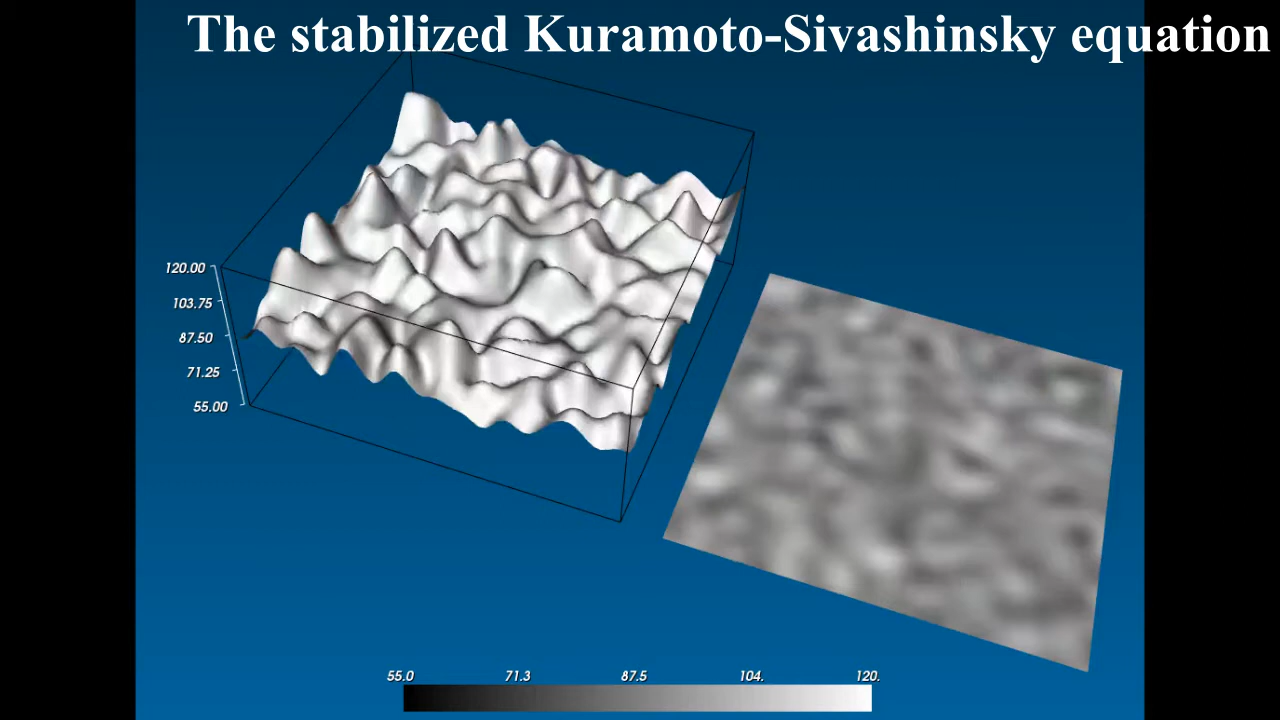 The stabilized Kuramoto-Sivashinsky equation
120.00
103.75
87.50
71.25
55.00
55.0 71.3 87.5 104. 120.